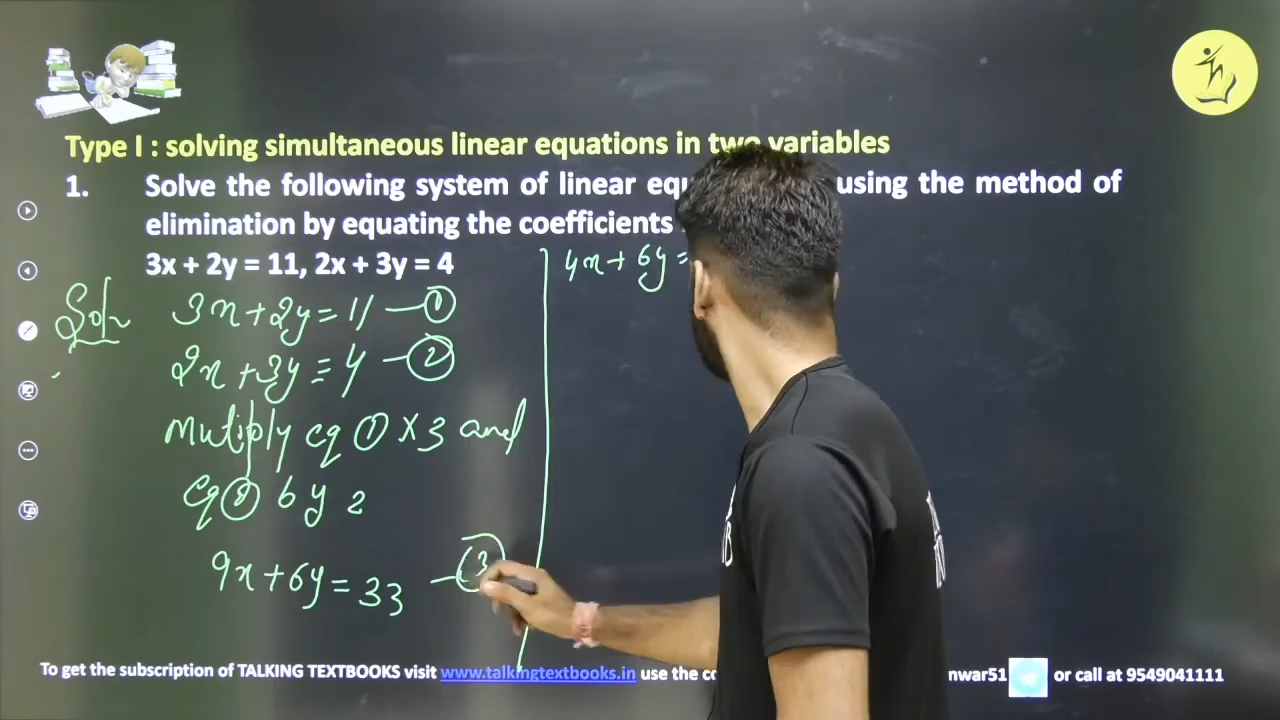 Type I : solving simultaneous linear equations in two variables
1. Solve the following system of linear using the method of
elimination by equating the coefficients
3x + 2y = 11, 2x + 3y = 4
Soln
3x + 2y = 11 — ①
2x + 3y = 4 — ②
Mutiply eq ① × 3 and
eq ② by 2
9x + 6y = 33 — ③
4x + 6y =
To get the subscription of TALKING TEXTBOOKS visit www.talkingtextbooks.in use the or call at 9549041111